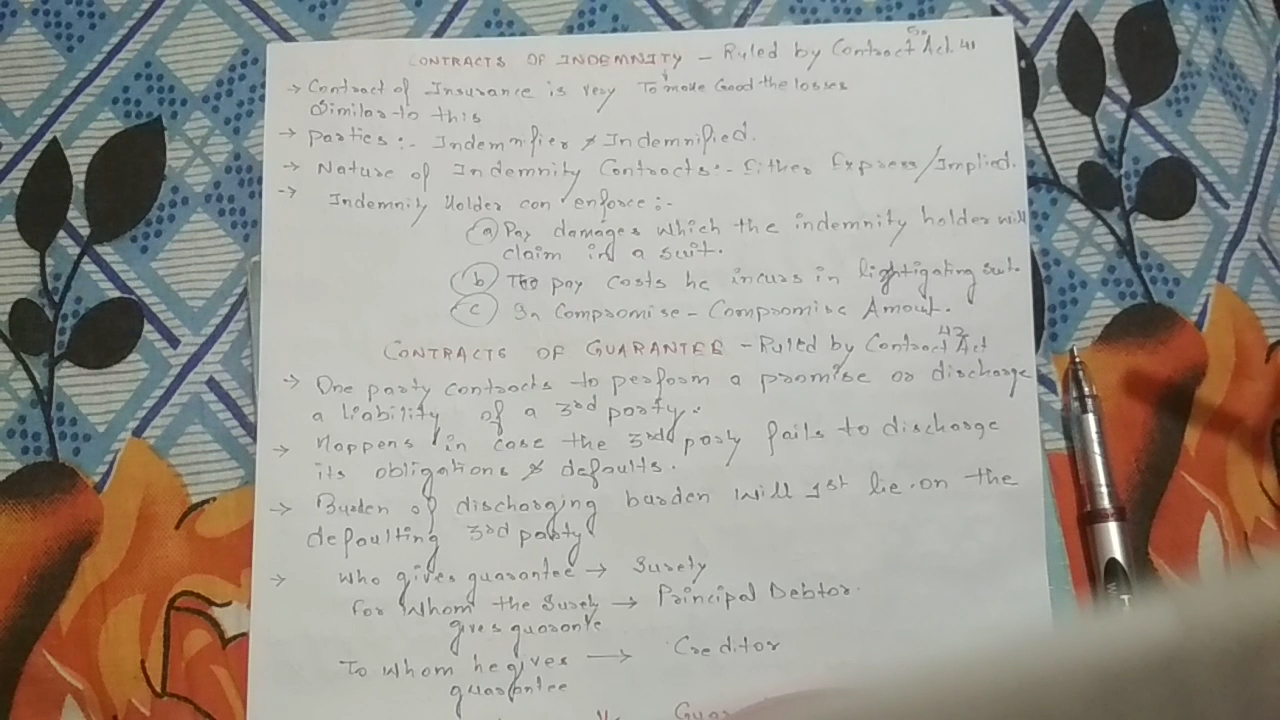 CONTRACTS OF INDEMNITY - Ruled by Contract Act. 41
→ Contract of Insurance is very To make Good the losses
Similar to this
→ Parties:- Indemnifier & Indemnified.
→ Nature of Indemnity Contracts:- Either Express/Implied.
→ Indemnity Holder can enforce:-
(a) Pay damages which the indemnity holder will
claim in a suit.
(b) To pay costs he incurs in lightigating suit.
(c) In Compromise - Compromise Amount.
CONTRACTS OF GUARANTEE - Ruled by Contract Act 42
→ One party contracts to perform a promise or discharge
a liability of a 3rd party.
→ Happens in case the 3rd party fails to discharge
its obligations & defaults.
→ Burden of discharging burden will 1st lie on the
defaulting 3rd party
→ Who gives guarantee → Surety
For whom the Surety → Principal Debtor.
gives guarante
To whom he gives → Creditor
guarantee